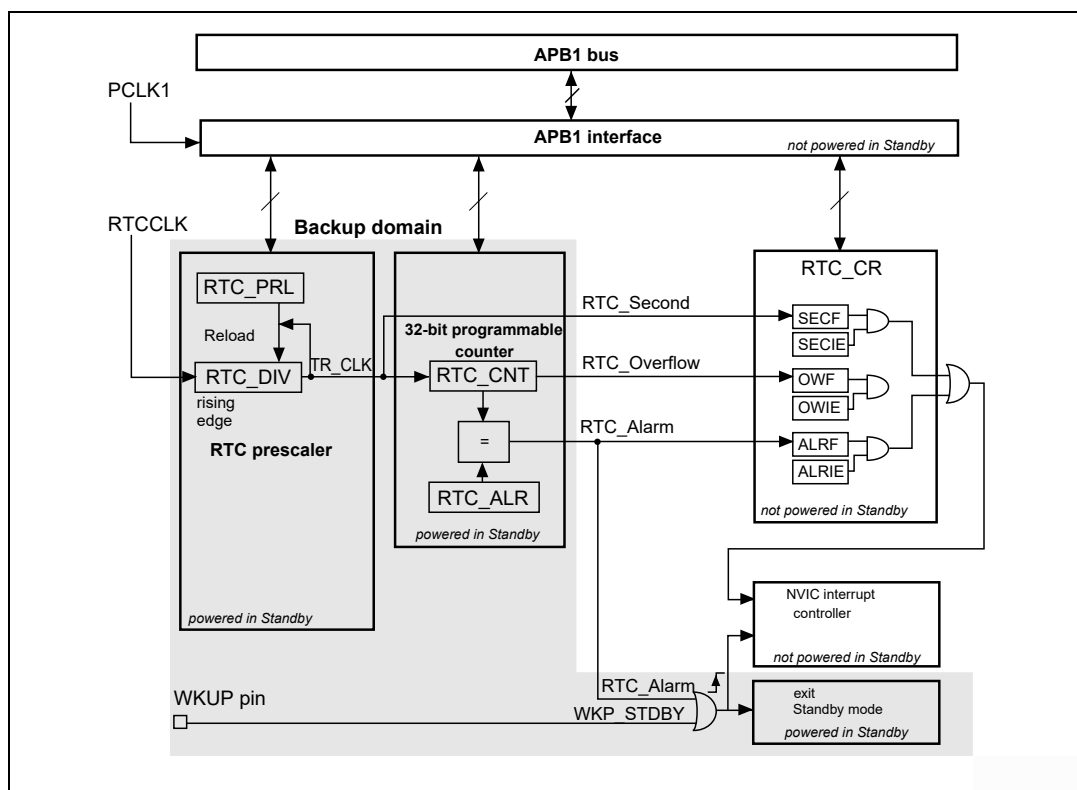 APB1 bus
PCLK1
APB1 interface
not powered in Standby
RTCCLK
Backup domain
RTC_PRL
Reload
RTC_DIV
TR_CLK
rising
edge
RTC prescaler
powered in Standby
32-bit programmable
counter
RTC_CNT
=
RTC_ALR
powered in Standby
RTC_Second
RTC_Overflow
RTC_Alarm
RTC_CR
SECF
SECIE
OWF
OWIE
ALRF
ALRIE
not powered in Standby
NVIC interrupt
controller
not powered in Standby
WKUP pin
RTC_Alarm
WKP_STDBY
exit
Standby mode
powered in Standby